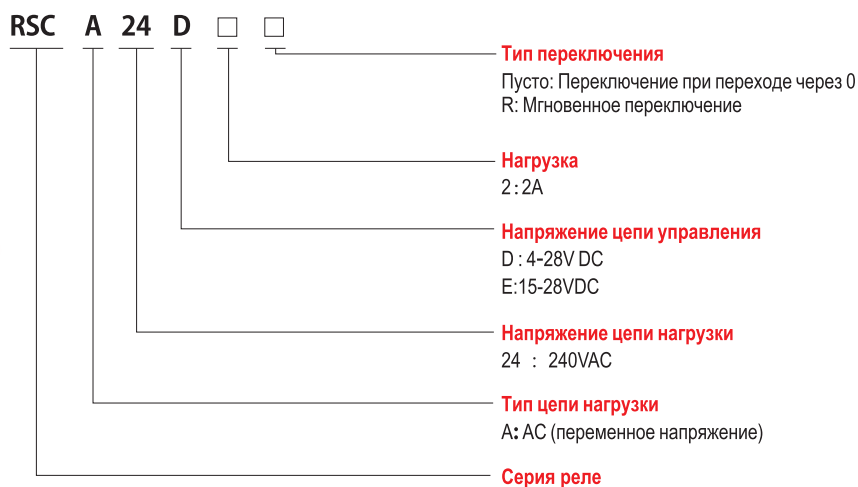 RSC A 24 D □ □
Тип переключения
Пусто: Переключение при переходе через 0
R: Мгновенное переключение
Нагрузка
2 : 2A
Напряжение цепи управления
D : 4-28V DC
E:15-28VDC
Напряжение цепи нагрузки
24 : 240VAC
Тип цепи нагрузки
A: AC (переменное напряжение)
Серия реле